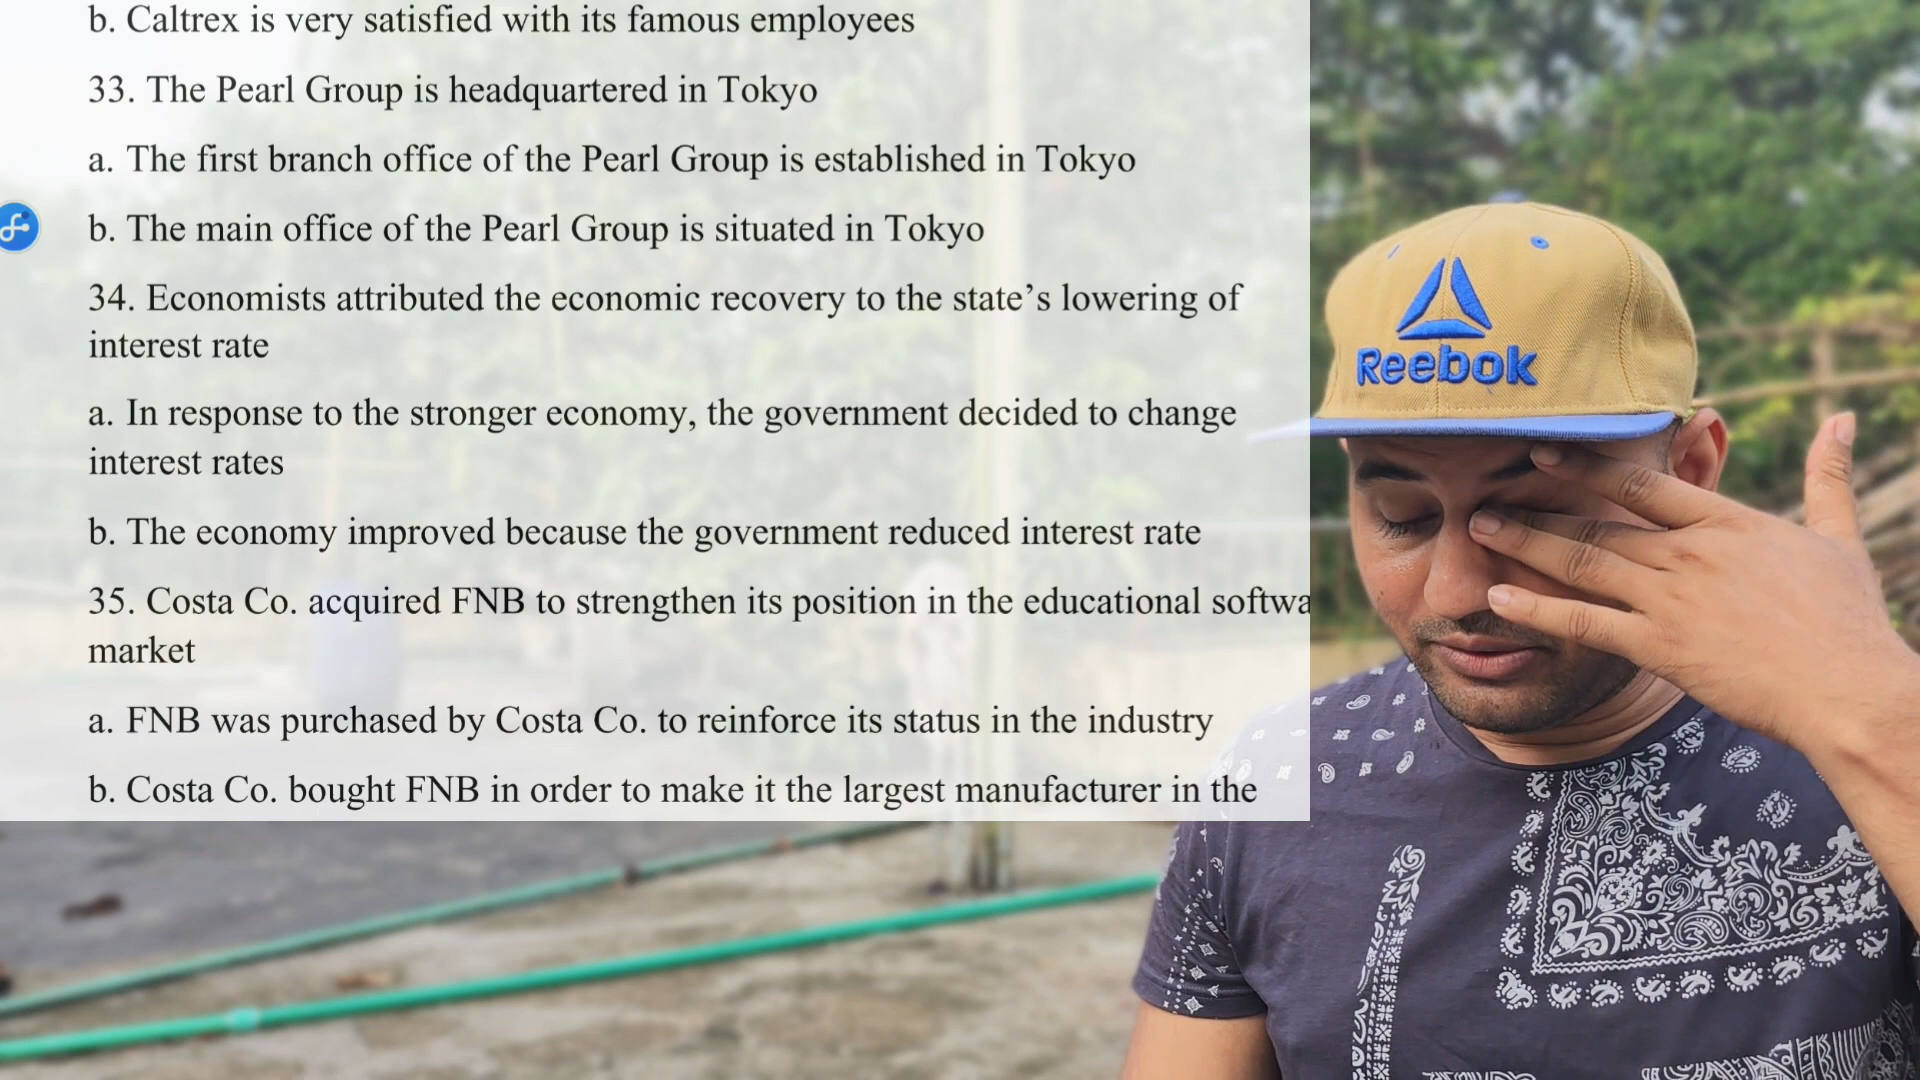 b. Caltrex is very satisfied with its famous employees
33. The Pearl Group is headquartered in Tokyo
a. The first branch office of the Pearl Group is established in Tokyo
b. The main office of the Pearl Group is situated in Tokyo
34. Economists attributed the economic recovery to the state’s lowering of
interest rate
a. In response to the stronger economy, the government decided to change
interest rates
b. The economy improved because the government reduced interest rate
35. Costa Co. acquired FNB to strengthen its position in the educational softwa
market
a. FNB was purchased by Costa Co. to reinforce its status in the industry
b. Costa Co. bought FNB in order to make it the largest manufacturer in the
Reebok